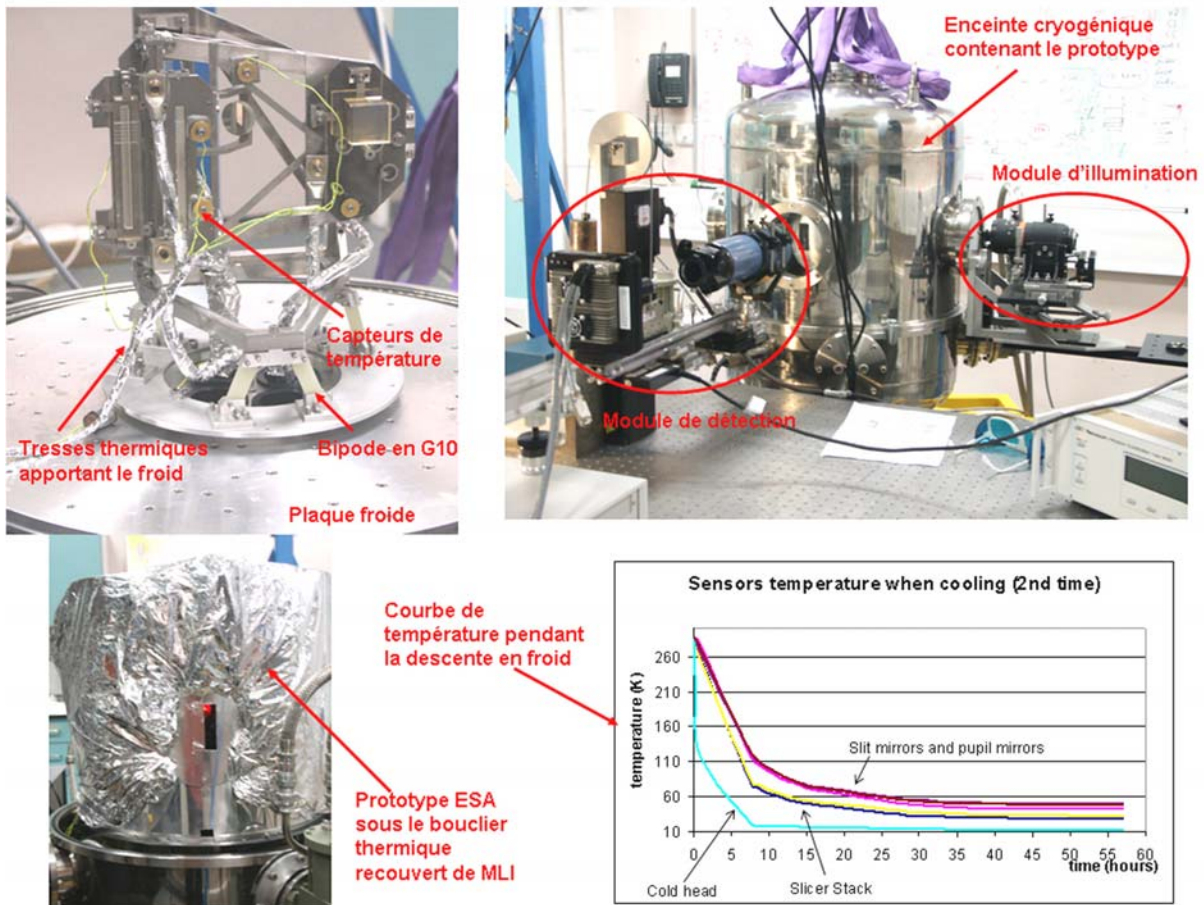 Capteurs de
température
Tresses thermiques
apportant le froid
Bipode en G10
Plaque froide
Enceinte cryogénique
contenant le prototype
Module d'illumination
Module de détection
Prototype ESA
sous le bouclier
thermique
recouvert de MLI
Courbe de
température pendant
la descente en froid
Sensors temperature when cooling (2nd time)
temperature (K)
260
210
160
110
60
10
Slit mirrors and pupil mirrors
Cold head
Slicer Stack
0 5 10 15 20 25 30 35 40 45 50 55 60
time (hours)